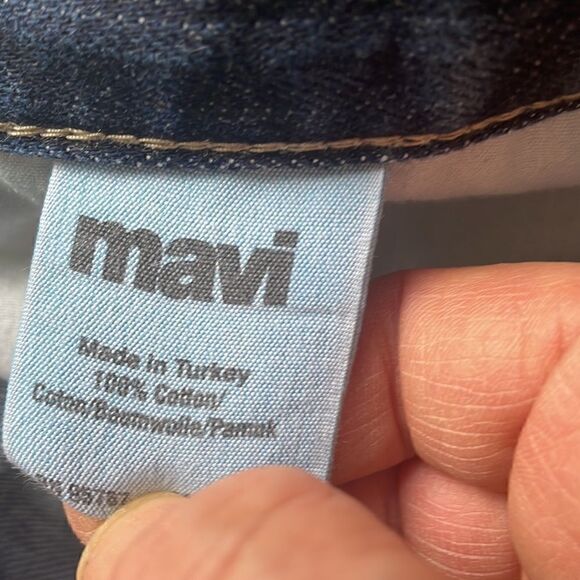 mavi
Made in Turkey
100% Cotton/
Coton/Baumwolle/Pamuk